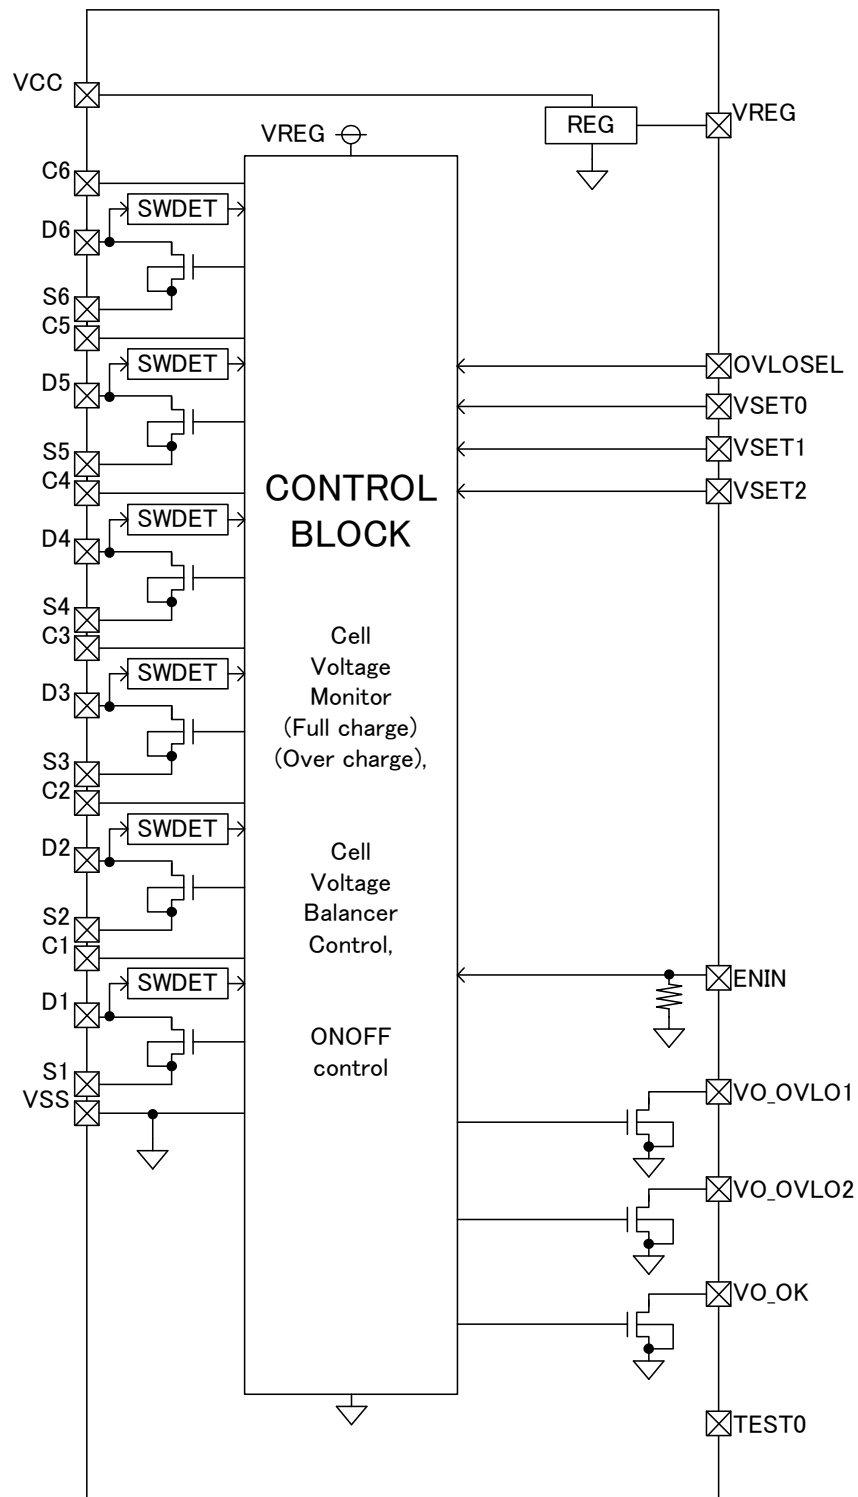 VCC
REG
VREG
VREG
C6
SWDET
D6
S6
C5
SWDET
D5
S5
C4
SWDET
D4
S4
C3
SWDET
D3
S3
C2
SWDET
D2
S2
C1
SWDET
D1
S1
VSS
CONTROL
BLOCK
Cell
Voltage
Monitor
(Full charge)
(Over charge),
Cell
Voltage
Balancer
Control,
ONOFF
control
OVLOSEL
VSET0
VSET1
VSET2
ENIN
VO_OVLO1
VO_OVLO2
VO_OK
TEST0